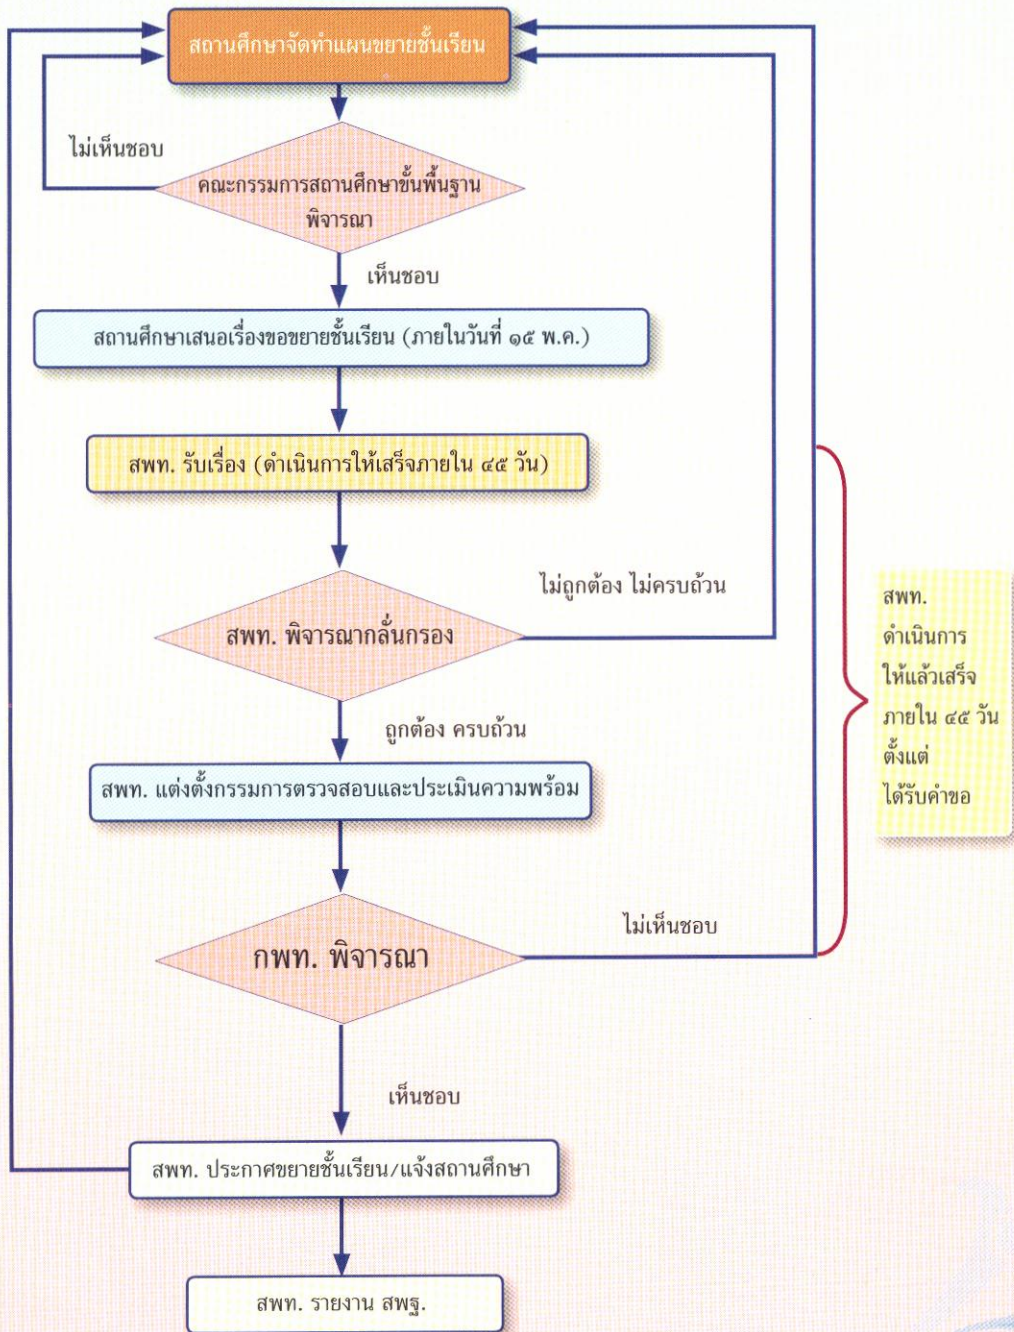 สถานศึกษาจัดทำแผนขยายชั้นเรียน
ไม่เห็นชอบ
คณะกรรมการสถานศึกษาขั้นพื้นฐาน
พิจารณา
เห็นชอบ
สถานศึกษาเสนอเรื่องขอขยายชั้นเรียน (ภายในวันที่ ๑๕ พ.ค.)
สพท. รับเรื่อง (ดำเนินการให้เสร็จภายใน ๔๕ วัน)
ไม่ถูกต้อง ไม่ครบถ้วน
สพท. พิจารณากลั่นกรอง
สพท.
ดำเนินการ
ให้แล้วเสร็จ
ภายใน ๔๕ วัน
ตั้งแต่
ได้รับคำขอ
ถูกต้อง ครบถ้วน
สพท. แต่งตั้งกรรมการตรวจสอบและประเมินความพร้อม
กพท. พิจารณา
ไม่เห็นชอบ
เห็นชอบ
สพท. ประกาศขยายชั้นเรียน/แจ้งสถานศึกษา
สพท. รายงาน สพฐ.